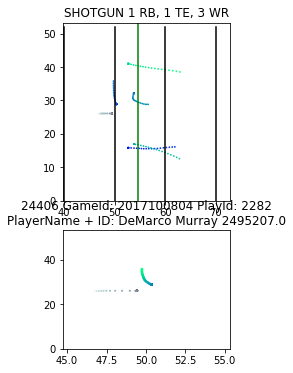 SHOTGUN 1 RB, 1 TE, 3 WR
50
40
30
20
10
0
40 50 60 70
24406 GameId: 2017100804 PlayId: 2282
PlayerName + ID: DeMarco Murray 2495207.0
40
20
0
45.0 47.5 50.0 52.5 55.0